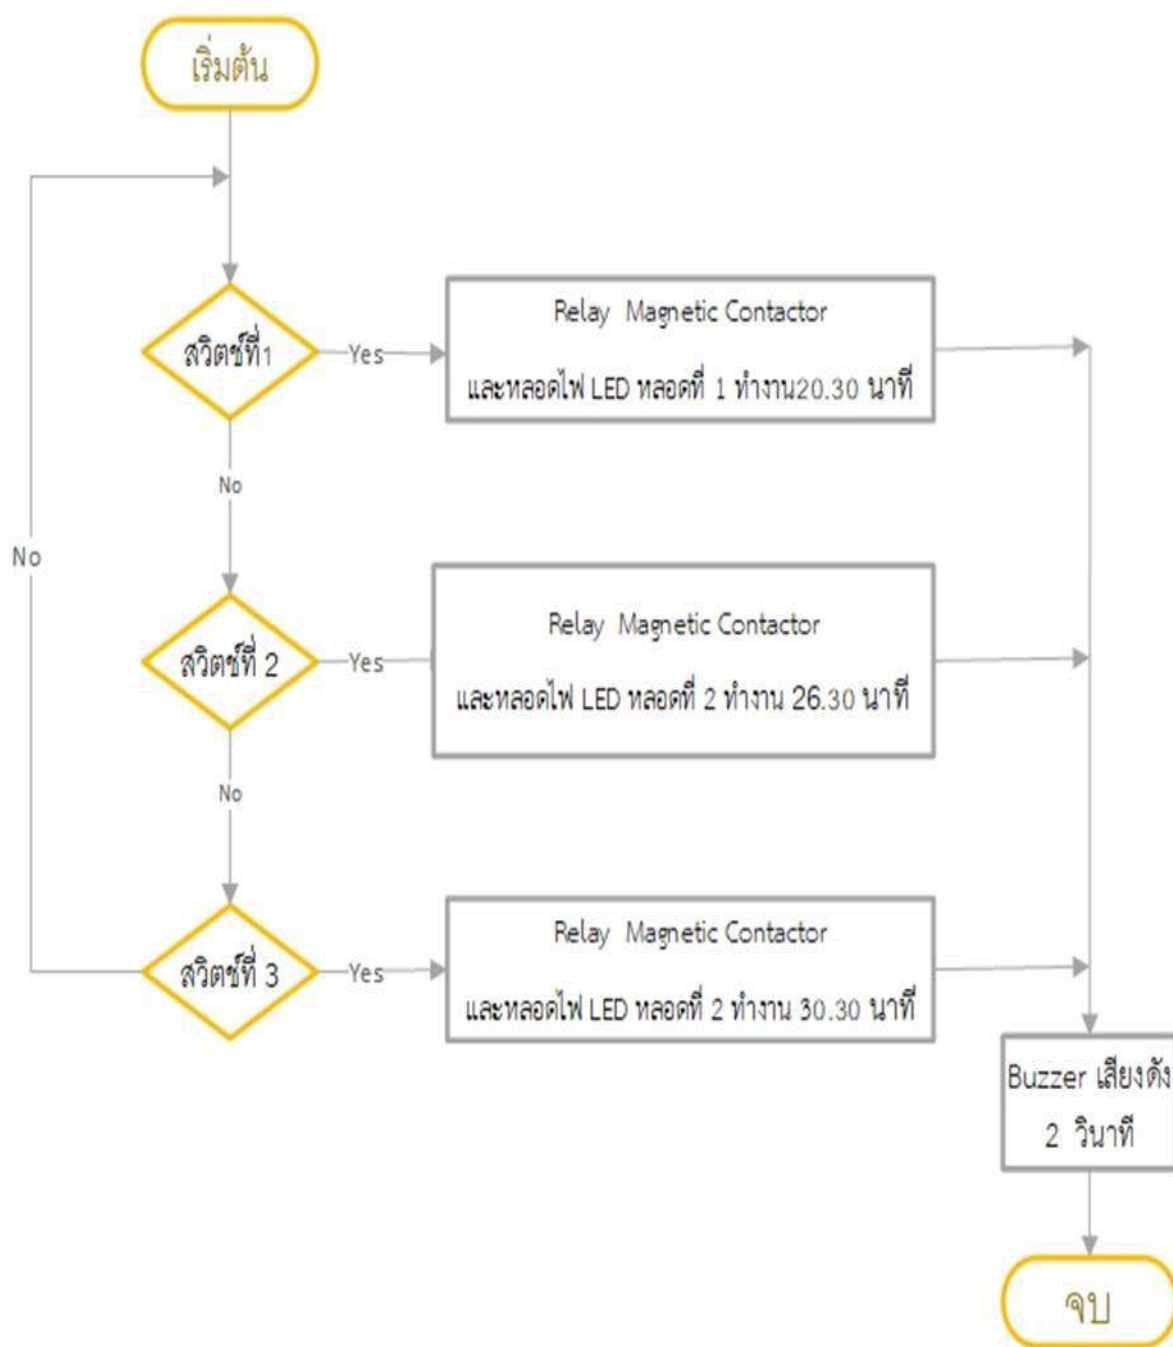 เริ่มต้น
สวิตช์ที่1
Yes
Relay Magnetic Contactor
และหลอดไฟ LED หลอดที่ 1 ทำงาน20.30 นาที
No
No
สวิตช์ที่ 2
Yes
Relay Magnetic Contactor
และหลอดไฟ LED หลอดที่ 2 ทำงาน 26.30 นาที
No
สวิตช์ที่ 3
Yes
Relay Magnetic Contactor
และหลอดไฟ LED หลอดที่ 2 ทำงาน 30.30 นาที
Buzzer เสียงดัง
2 วินาที
จบ